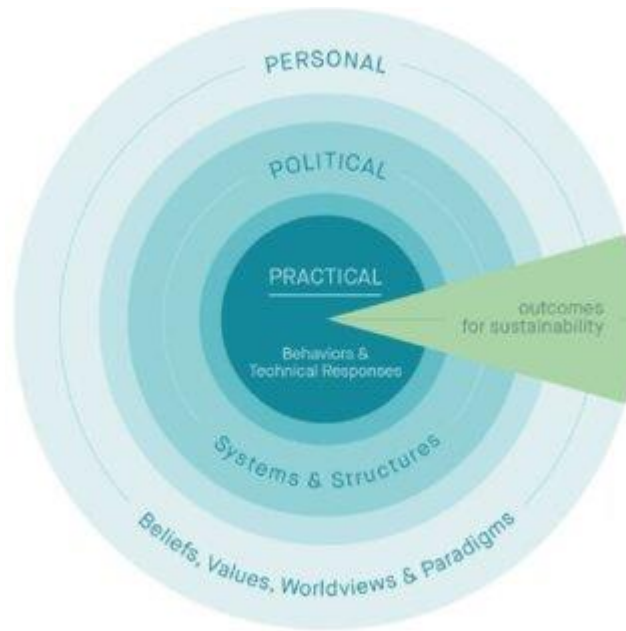 PERSONAL
POLITICAL
PRACTICAL
Behaviors &
Technical Responses
outcomes
for sustainability
Systems & Structures
Beliefs, Values, Worldviews & Paradigms